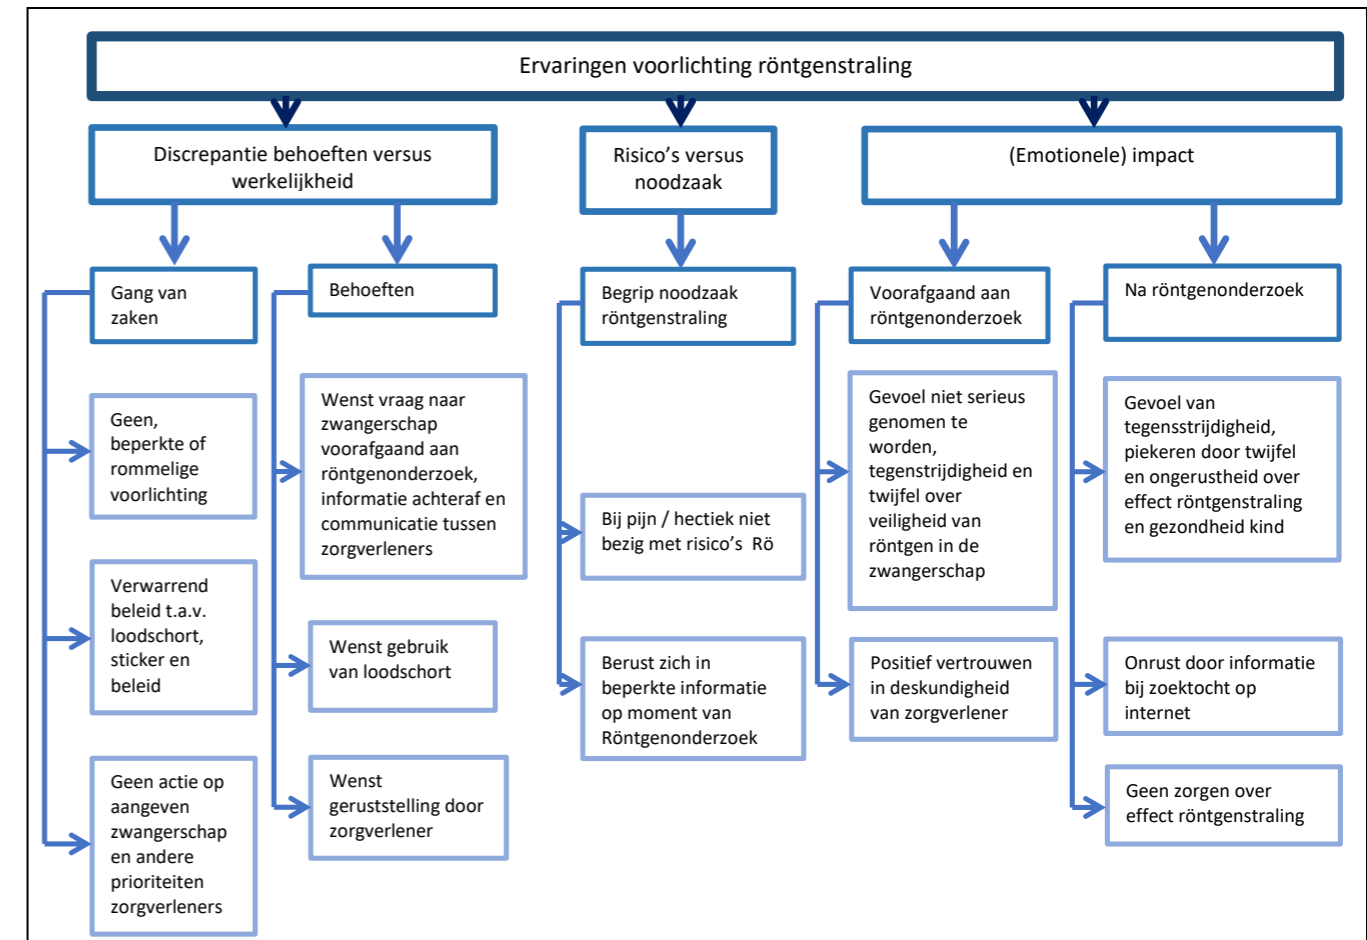 Ervaringen voorlichting röntgenstraling
Discrepantie behoeften versus
werkelijkheid
Risico’s versus
noodzaak
(Emotionele) impact
Gang van
zaken
Behoeften
Begrip noodzaak
röntgenstraling
Voorafgaand aan
röntgenonderzoek
Na röntgenonderzoek
Geen,
beperkte of
rommelige
voorlichting
Verwarrend
beleid t.a.v.
loodschort,
sticker en
beleid
Geen actie op
aangeven
zwangerschap
en andere
prioriteiten
zorgverleners
Wenst vraag naar
zwangerschap
voorafgaand aan
röntgenonderzoek,
informatie achteraf en
communicatie tussen
zorgverleners
Wenst gebruik
van loodschort
Wenst
geruststelling door
zorgverlener
Bij pijn / hectiek niet
bezig met risico’s Rö
Berust zich in
beperkte informatie
op moment van
Röntgenonderzoek
Gevoel niet serieus
genomen te
worden,
tegenstrijdigheid en
twijfel over
veiligheid van
röntgen in de
zwangerschap
Positief vertrouwen
in deskundigheid
van zorgverlener
Gevoel van
tegensstrijdigheid,
piekeren door twijfel
en ongerustheid over
effect röntgenstraling
en gezondheid kind
Onrust door informatie
bij zoektocht op
internet
Geen zorgen over
effect röntgenstraling